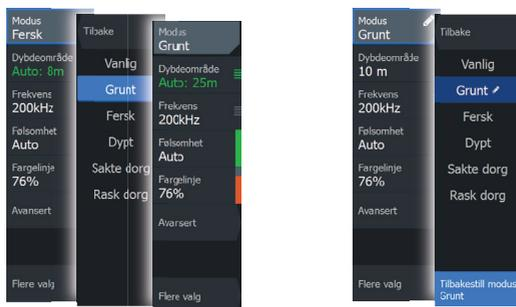 Modus
Fersk
Dybdeområde
Auto: 8m
Frekvens
200kHz
Følsomhet
Auto
Fargelinje
76%
Avansert
Flere valg
Tilbake
Vanlig
Grunt
Fersk
Dypt
Sakte dorg
Rask dorg
Modus
Grunt
Dybdeområde
Auto: 25m
Frekvens
200kHz
Følsomhet
Auto
Fargelinje
76%
Avansert
Flere valg
Modus
Grunt
Dybdeområde
10 m
Frekvens
200kHz
Følsomhet
Auto
Fargelinje
76%
Avansert
Flere valg
Tilbake
Vanlig
Grunt
Fersk
Dypt
Sakte dorg
Rask dorg
Tilbakestill modus
Grunt